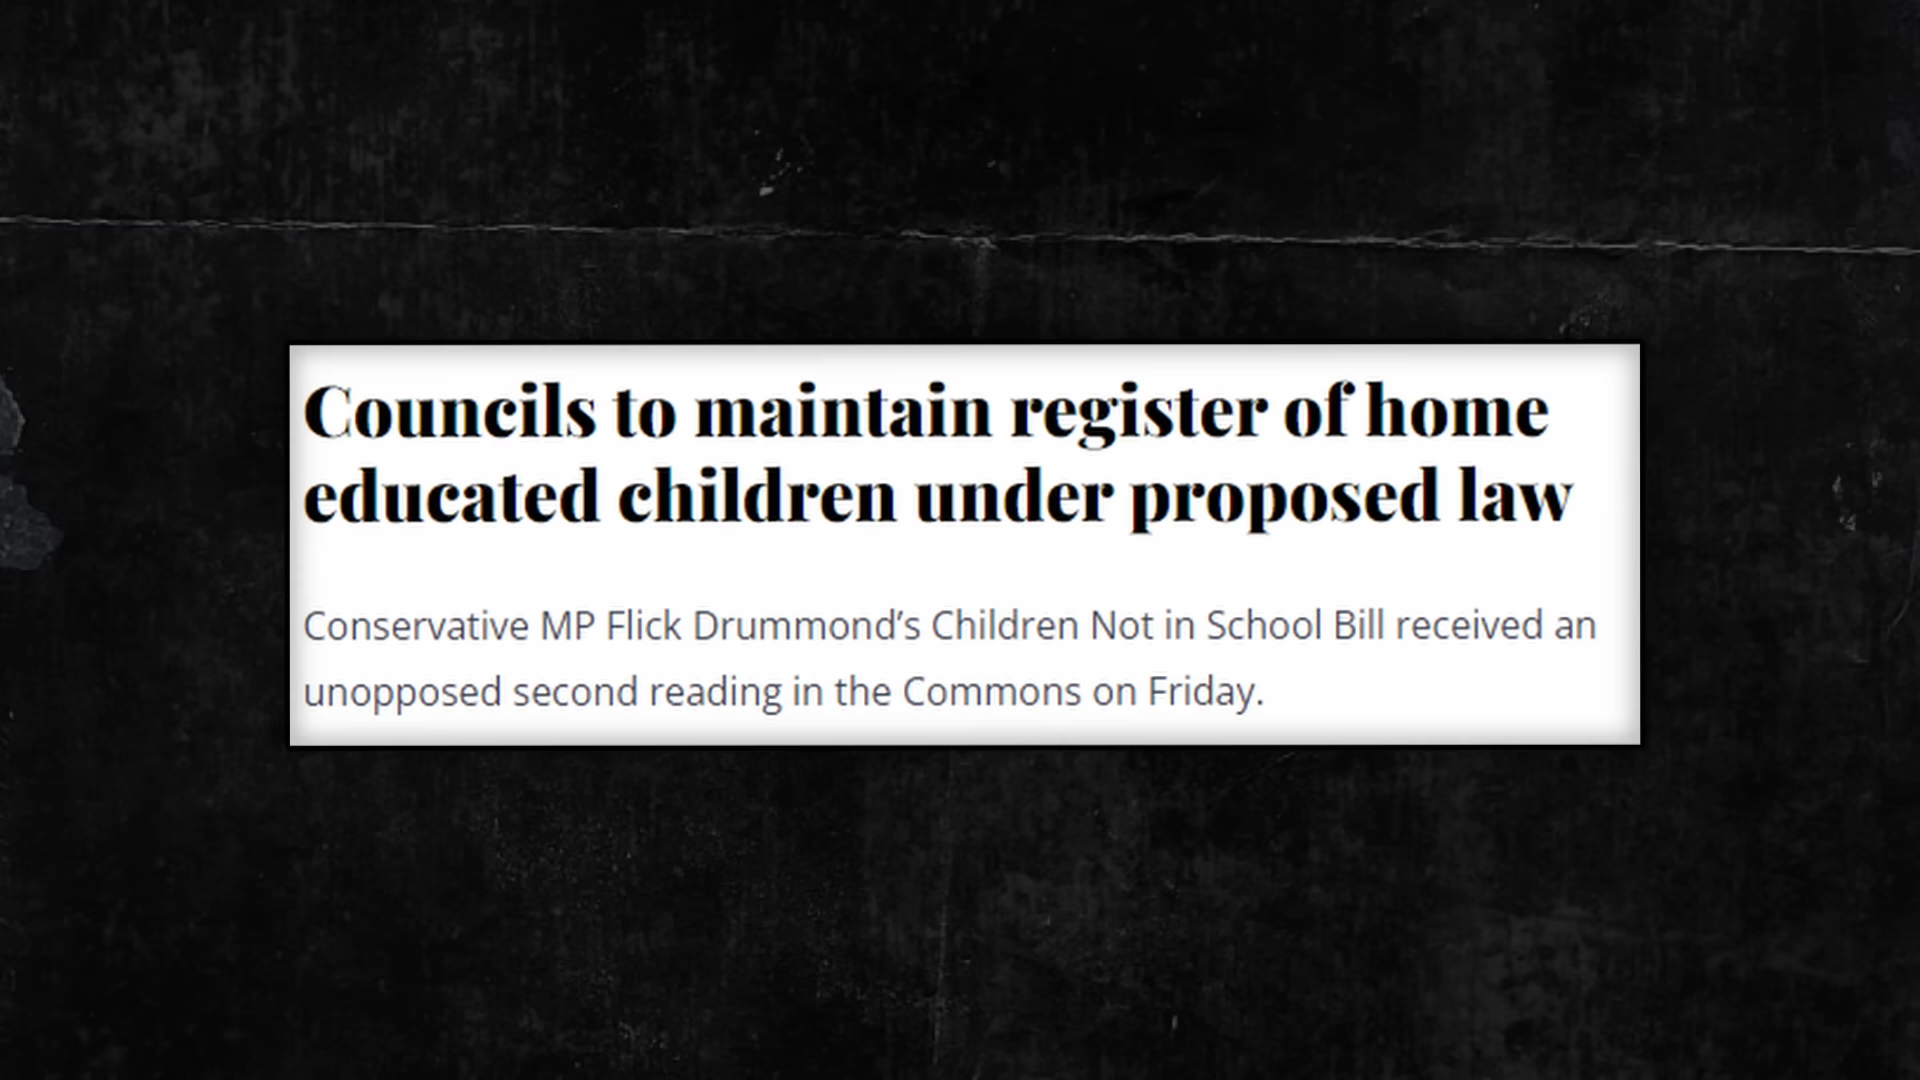 Councils to maintain register of home
educated children under proposed law
Conservative MP Flick Drummond’s Children Not in School Bill received an
unopposed second reading in the Commons on Friday.